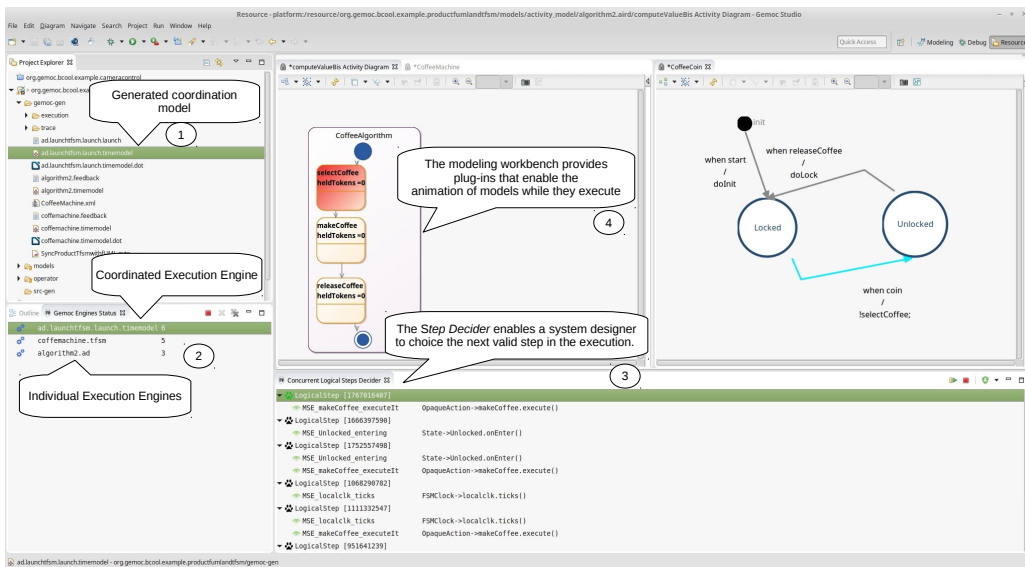 Resource - platform:/resource/org.gemoc.bcool.example.productfumlandtfsm/models/activity_model/algorithm2.aird/computeValueBis Activity Diagram - Gemoc Studio
File Edit Diagram Navigate Search Project Run Window Help
Quick Access
Modeling
Debug
Resource
Project Explorer
org.gemoc.bcool.example.cameracontrol
org.gemoc.bcool.exa
gemoc-gen
execution
trace
ad.launchtfsm.launch.launch
ad.launchtfsm.launch.timemodel
ad.launchtfsm.launch.timemodel.dot
algorithm2.feedback
algorithm2.timemodel
CoffeeMachine.xml
coffemachine.feedback
coffemachine.timemodel
coffemachine.timemodel.dot
models
operator
src-gen
Generated coordination
model
1
Coordinated Execution Engine
Outline
Gemoc Engines Status
ad.launchtfsm.launch.timemodel 6
coffemachine.tfsm 5
algorithm2.ad 3
2
Individual Execution Engines
*computeValueBis Activity Diagram
*CoffeeMachine
CoffeeAlgorithm
selectCoffee
heldTokens =0
makeCoffee
heldTokens =0
releaseCoffee
heldTokens =0
The modeling workbench provides
plug-ins that enable the
animation of models while they execute
4
The Step Decider enables a system designer
to choice the next valid step in the execution.
3
*CoffeeCoin
init
when start
/
doInit
when releaseCoffee
/
doLock
Locked
Unlocked
when coin
/
!selectCoffee;
Concurrent Logical Steps Decider
LogicalStep [1767016487]
MSE_makeCoffee_executeIt OpaqueAction->makeCoffee.execute()
LogicalStep [1666397590]
MSE_Unlocked_entering State->Unlocked.onEnter()
LogicalStep [1752557498]
MSE_Unlocked_entering State->Unlocked.onEnter()
MSE_makeCoffee_executeIt OpaqueAction->makeCoffee.execute()
LogicalStep [1068290782]
MSE_localclk_ticks FSMClock->localclk.ticks()
LogicalStep [1111332547]
MSE_localclk_ticks FSMClock->localclk.ticks()
MSE_makeCoffee_executeIt OpaqueAction->makeCoffee.execute()
LogicalStep [951641239]
ad.launchtfsm.launch.timemodel - org.gemoc.bcool.example.productfumlandtfsm/gemoc-gen